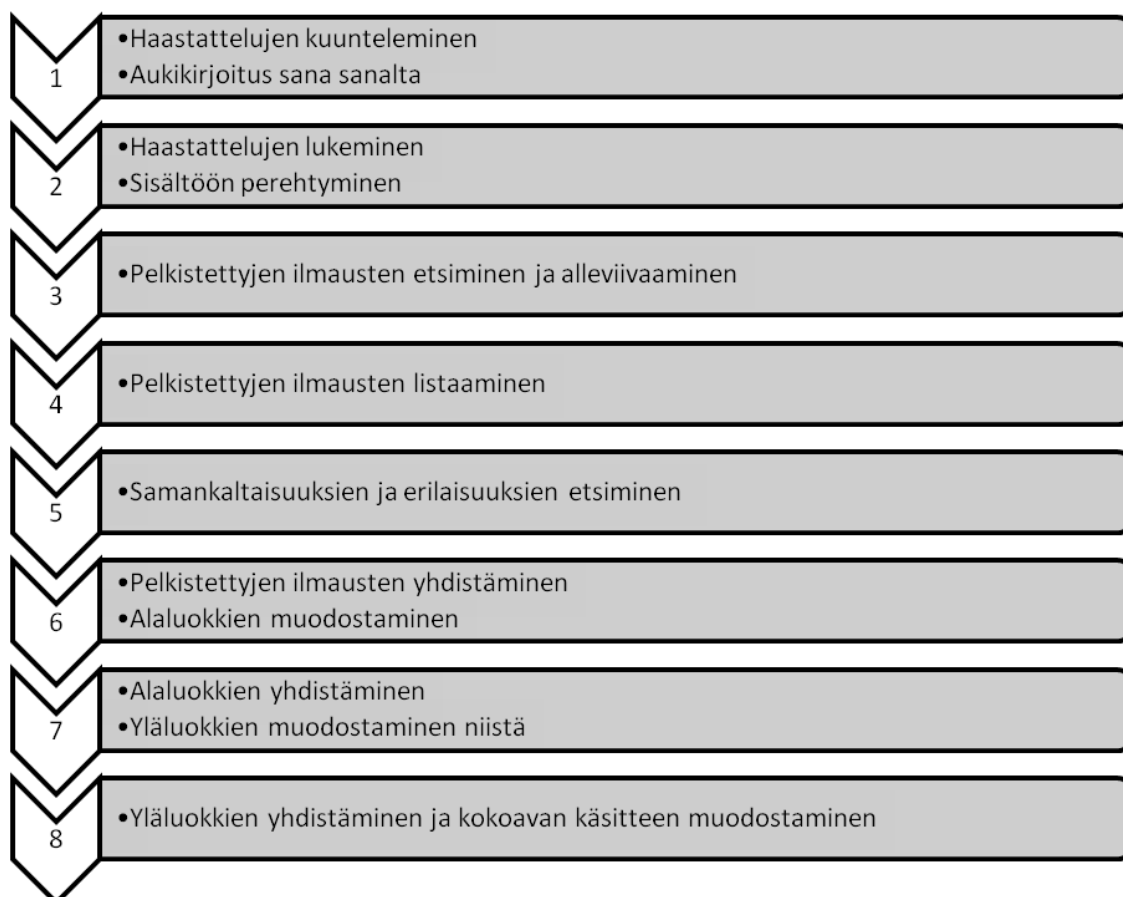 •Haastattelujen kuunteleminen
•Aukikirjoitus sana sanalta
1
•Haastattelujen lukeminen
•Sisältöön perehtyminen
2
•Pelkistettyjen ilmausten etsiminen ja alleviivaaminen
3
•Pelkistettyjen ilmausten listaaminen
4
•Samankaltaisuuksien ja erilaisuuksien etsiminen
5
•Pelkistettyjen ilmausten yhdistäminen
•Alaluokkien muodostaminen
6
•Alaluokkien yhdistäminen
•Yläluokkien muodostaminen niistä
7
•Yläluokkien yhdistäminen ja kokoavan käsitteen muodostaminen
8